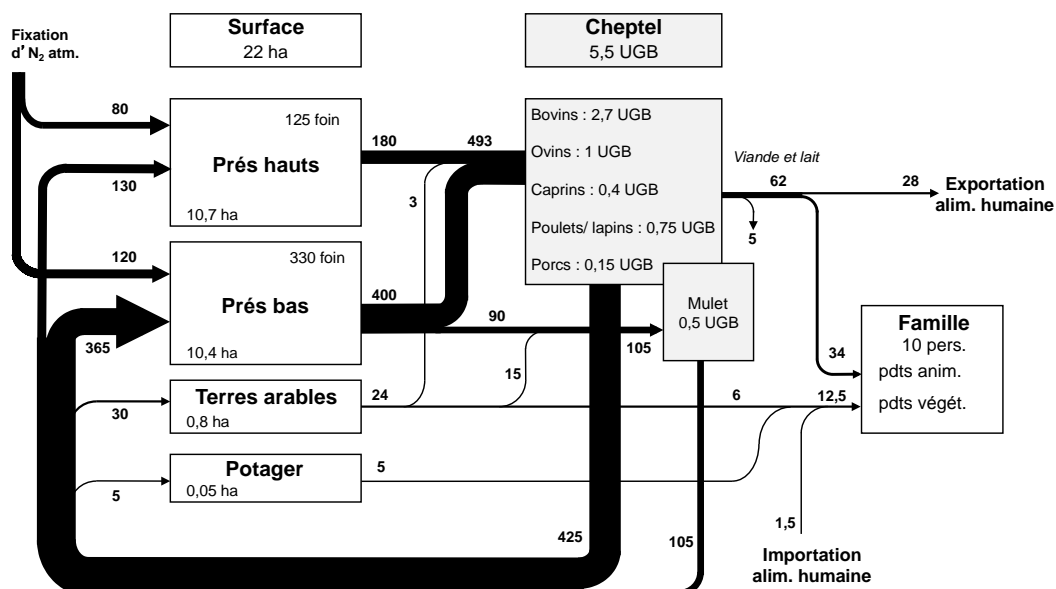 Fixation
d'N2 atm.
Surface
22 ha
Cheptel
5,5 UGB
80
130
125 foin
Prés hauts
10,7 ha
180
493
3
Bovins : 2,7 UGB
Ovins : 1 UGB
Caprins : 0,4 UGB
Poulets/ lapins : 0,75 UGB
Porcs : 0,15 UGB
Viande et lait
62
28
5
Exportation
alim. humaine
120
330 foin
Prés bas
10,4 ha
365
400
90
105
Mulet
0,5 UGB
Famille
10 pers.
pdts anim.
pdts végét.
34
15
Terres arables
0,8 ha
30
24
6
12,5
Potager
0,05 ha
5
5
1,5
425
105
Importation
alim. humaine